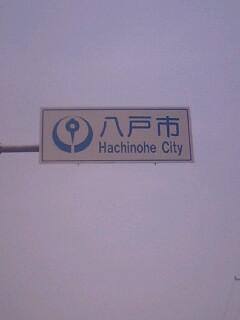 八戸市
Hachinohe City